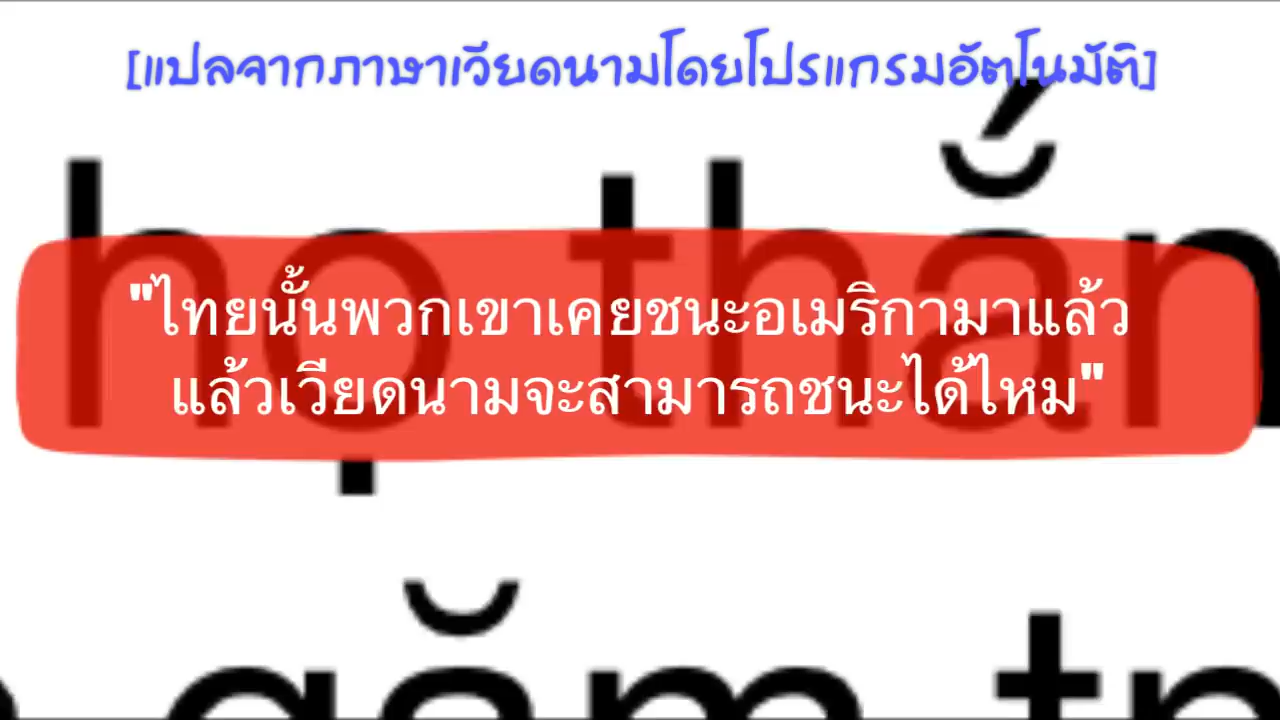 [แปลจากภาษาเวียดนามโดยโปรแกรมอัตโนมัติ]
họ thắn
"ไทยนั้นพวกเขาเคยชนะอเมริกามาแล้ว
แล้วเวียดนามจะสามารถชนะได้ไหม"